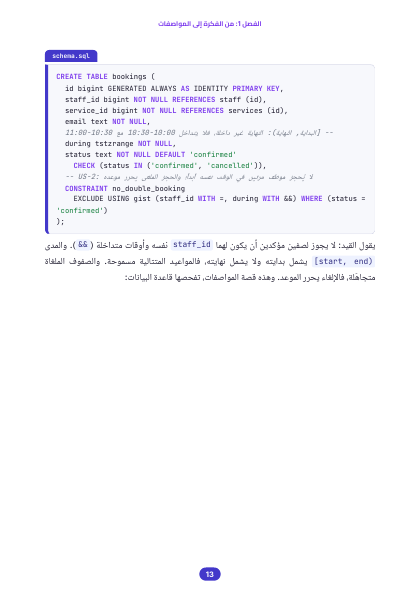 الفصل 1: من الفكرة إلى المواصفات
schema.sql
CREATE TABLE bookings (
id bigint GENERATED ALWAYS AS IDENTITY PRIMARY KEY,
staff_id bigint NOT NULL REFERENCES staff (id),
service_id bigint NOT NULL REFERENCES services (id),
email text NOT NULL,
-- [البداية, النهاية): النهاية غير داخلة، فلا يتداخل 10:00-10:30 مع 10:30-11:00
during tstzrange NOT NULL,
status text NOT NULL DEFAULT 'confirmed'
CHECK (status IN ('confirmed', 'cancelled')),
-- US-2: لا يُحجز موظف مرتين في الوقت نفسه أبدًا؛ والحجز الملغى يحرر موعده
CONSTRAINT no_double_booking
EXCLUDE USING gist (staff_id WITH =, during WITH &&) WHERE (status =
'confirmed')
);
يقول القيد: لا يجوز لصفين مؤكدين أن يكون لهما staff_id نفسه وأوقات متداخلة (&&). والمدى
[start, end) يشمل بدايته ولا يشمل نهايته، فالمواعيد المتتالية مسموحة. والصفوف الملغاة
متجاهَلة، فالإلغاء يحرر الموعد. وهذه قصة المواصفات، تفحصها قاعدة البيانات:
13